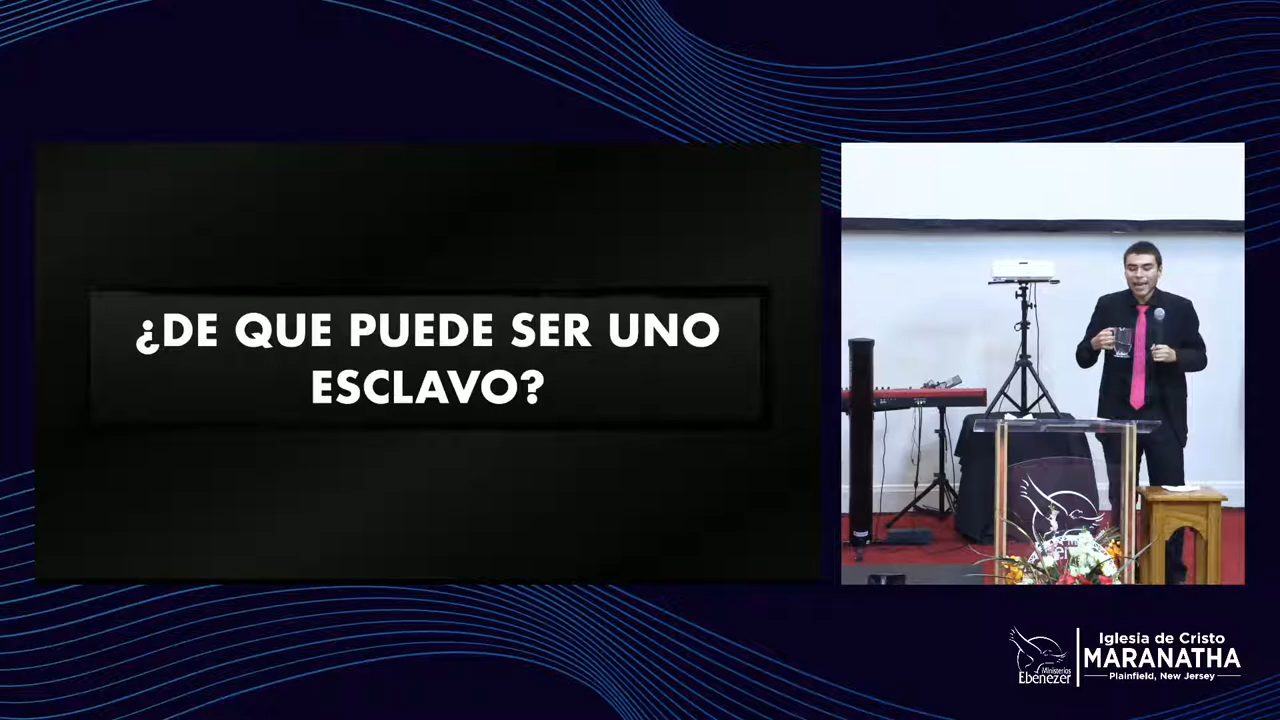 ¿DE QUE PUEDE SER UNO
ESCLAVO?
Iglesia de Cristo
MARANATHA
Plainfield, New Jersey
Ministerios
Ebenezer